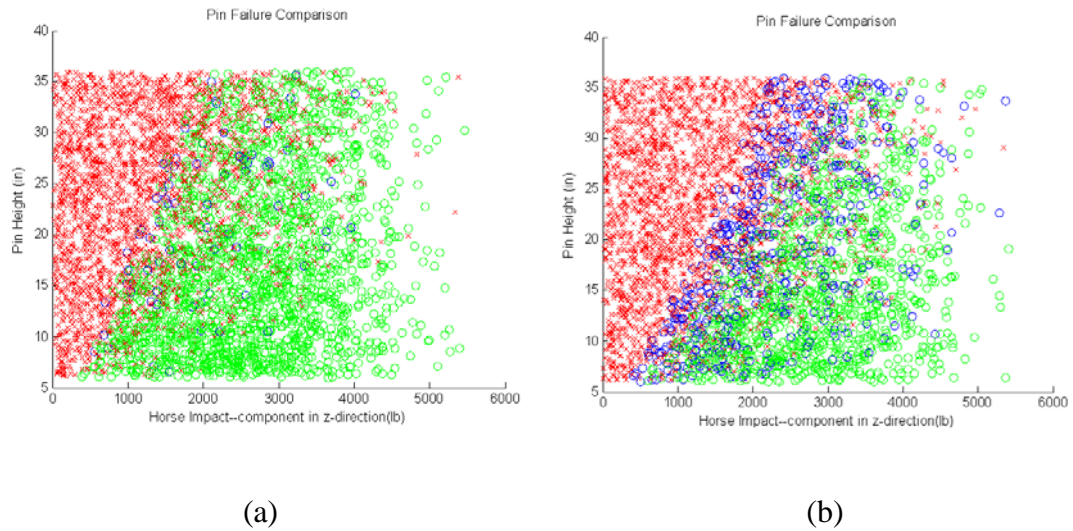 Pin Failure Comparison
40
35
30
25
20
15
10
5
Pin Height (in)
0 1000 2000 3000 4000 5000 6000
Horse Impact--component in z-direction(lb)
(a)
Pin Failure Comparison
40
35
30
25
20
15
10
5
Pin Height (in)
0 1000 2000 3000 4000 5000 6000
Horse Impact--component in z-direction(lb)
(b)